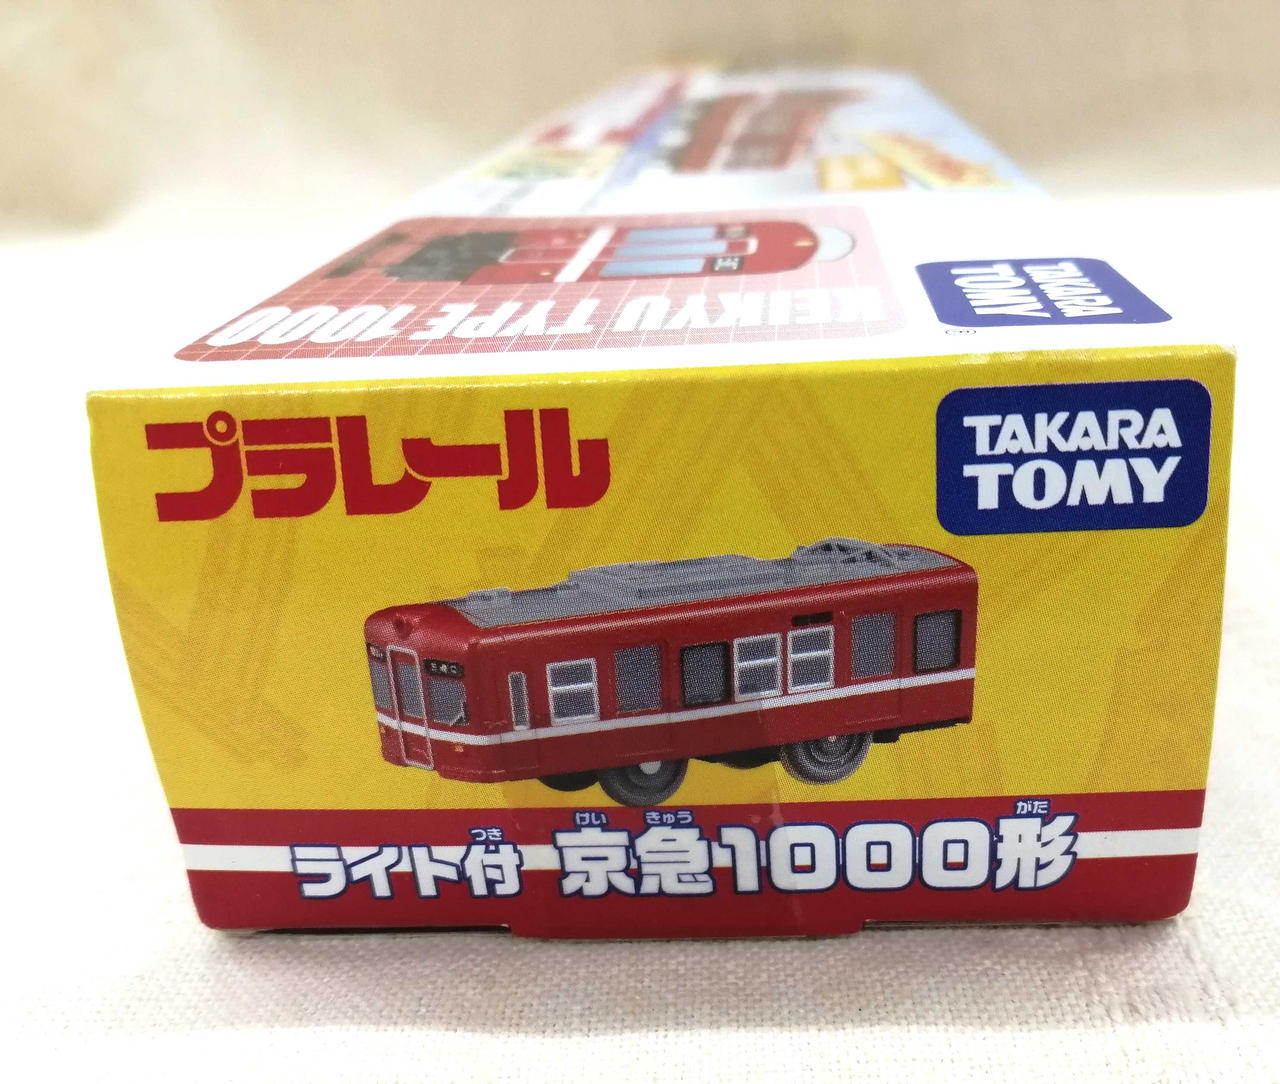 KEIKYU TYPE 1000
TAKARA
TOMY
®
プラレール
TAKARA
TOMY
つき けい きゅう がた
ライト付 京急1000形